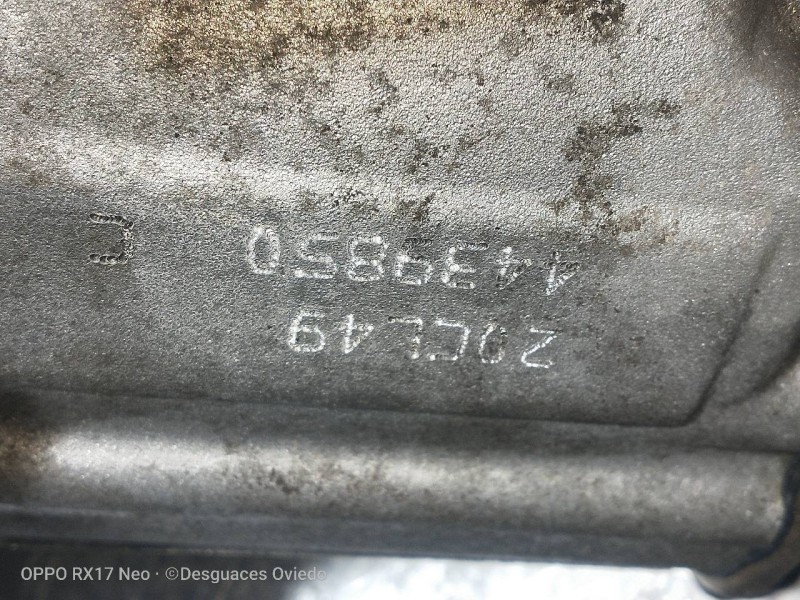 20CL49
4439850 C
OPPO RX17 Neo · ©Desguaces Oviedo